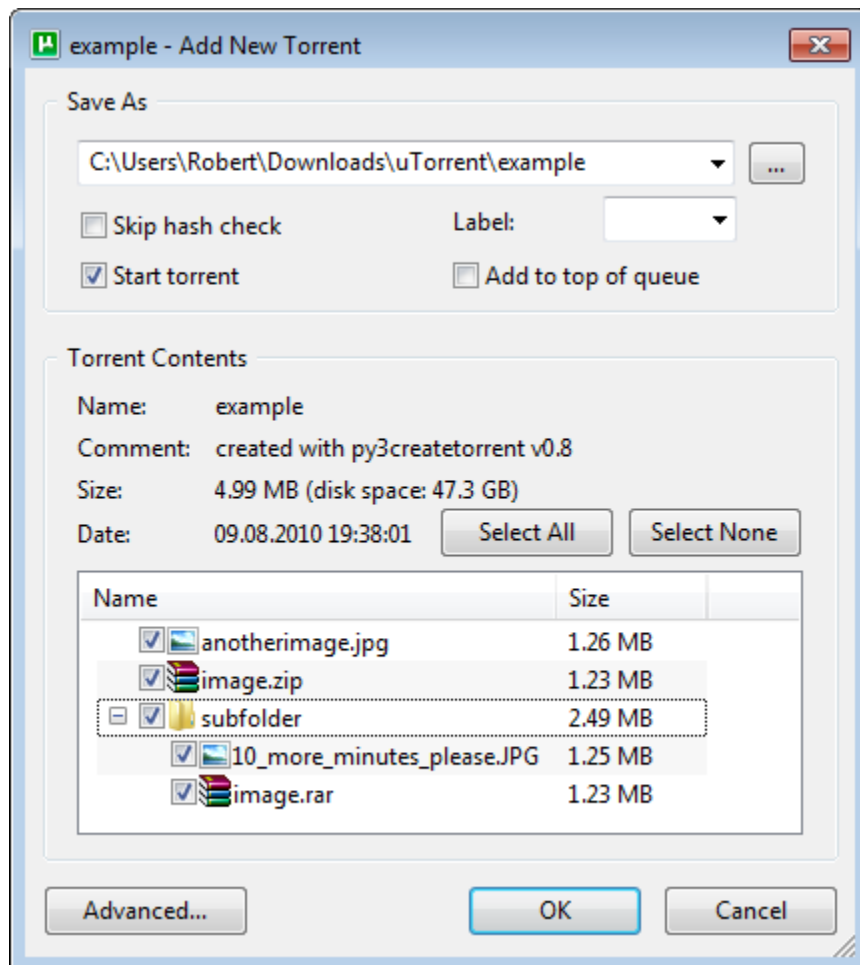 example - Add New Torrent
Save As
C:\Users\Robert\Downloads\uTorrent\example
...
Skip hash check
Label:
Start torrent
Add to top of queue
Torrent Contents
Name: example
Comment: created with py3createtorrent v0.8
Size: 4.99 MB (disk space: 47.3 GB)
Date: 09.08.2010 19:38:01 Select All Select None
Name Size
anotherimage.jpg 1.26 MB
image.zip 1.23 MB
subfolder 2.49 MB
10_more_minutes_please.JPG 1.25 MB
image.rar 1.23 MB
Advanced... OK Cancel